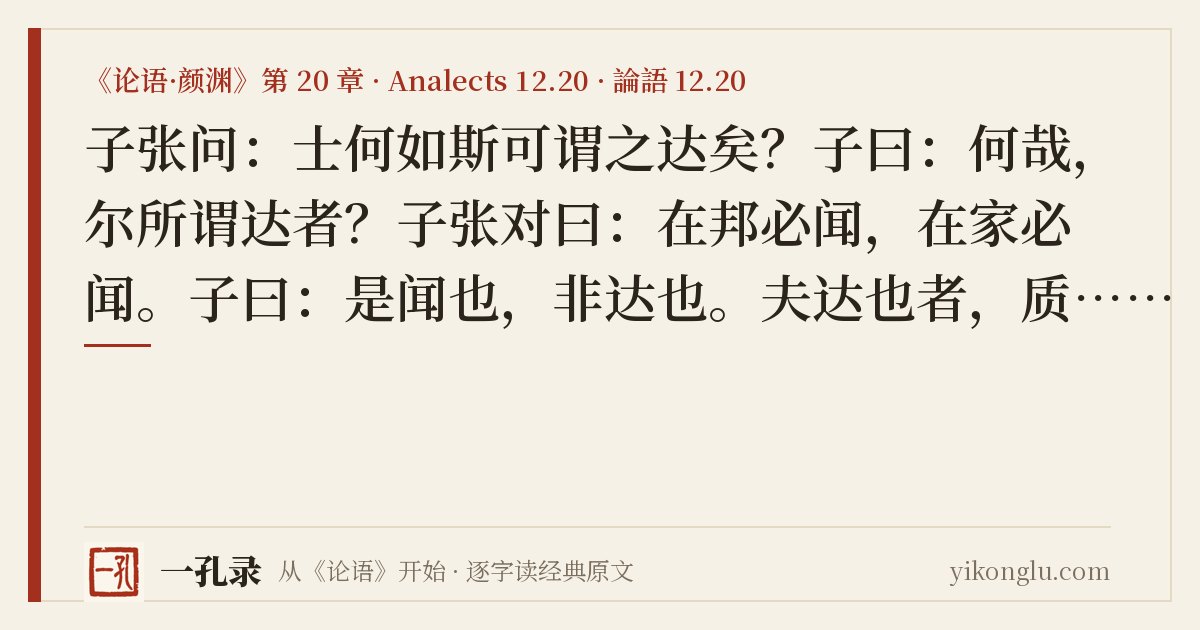 《论语·颜渊》第 20 章 · Analects 12.20 · 論語 12.20
子张问：士何如斯可谓之达矣？子曰：何哉，
尔所谓达者？子张对曰：在邦必闻，在家必
闻。子曰：是闻也，非达也。夫达也者，质……
一孔
一孔录 从《论语》开始 · 逐字读经典原文 yikonglu.com